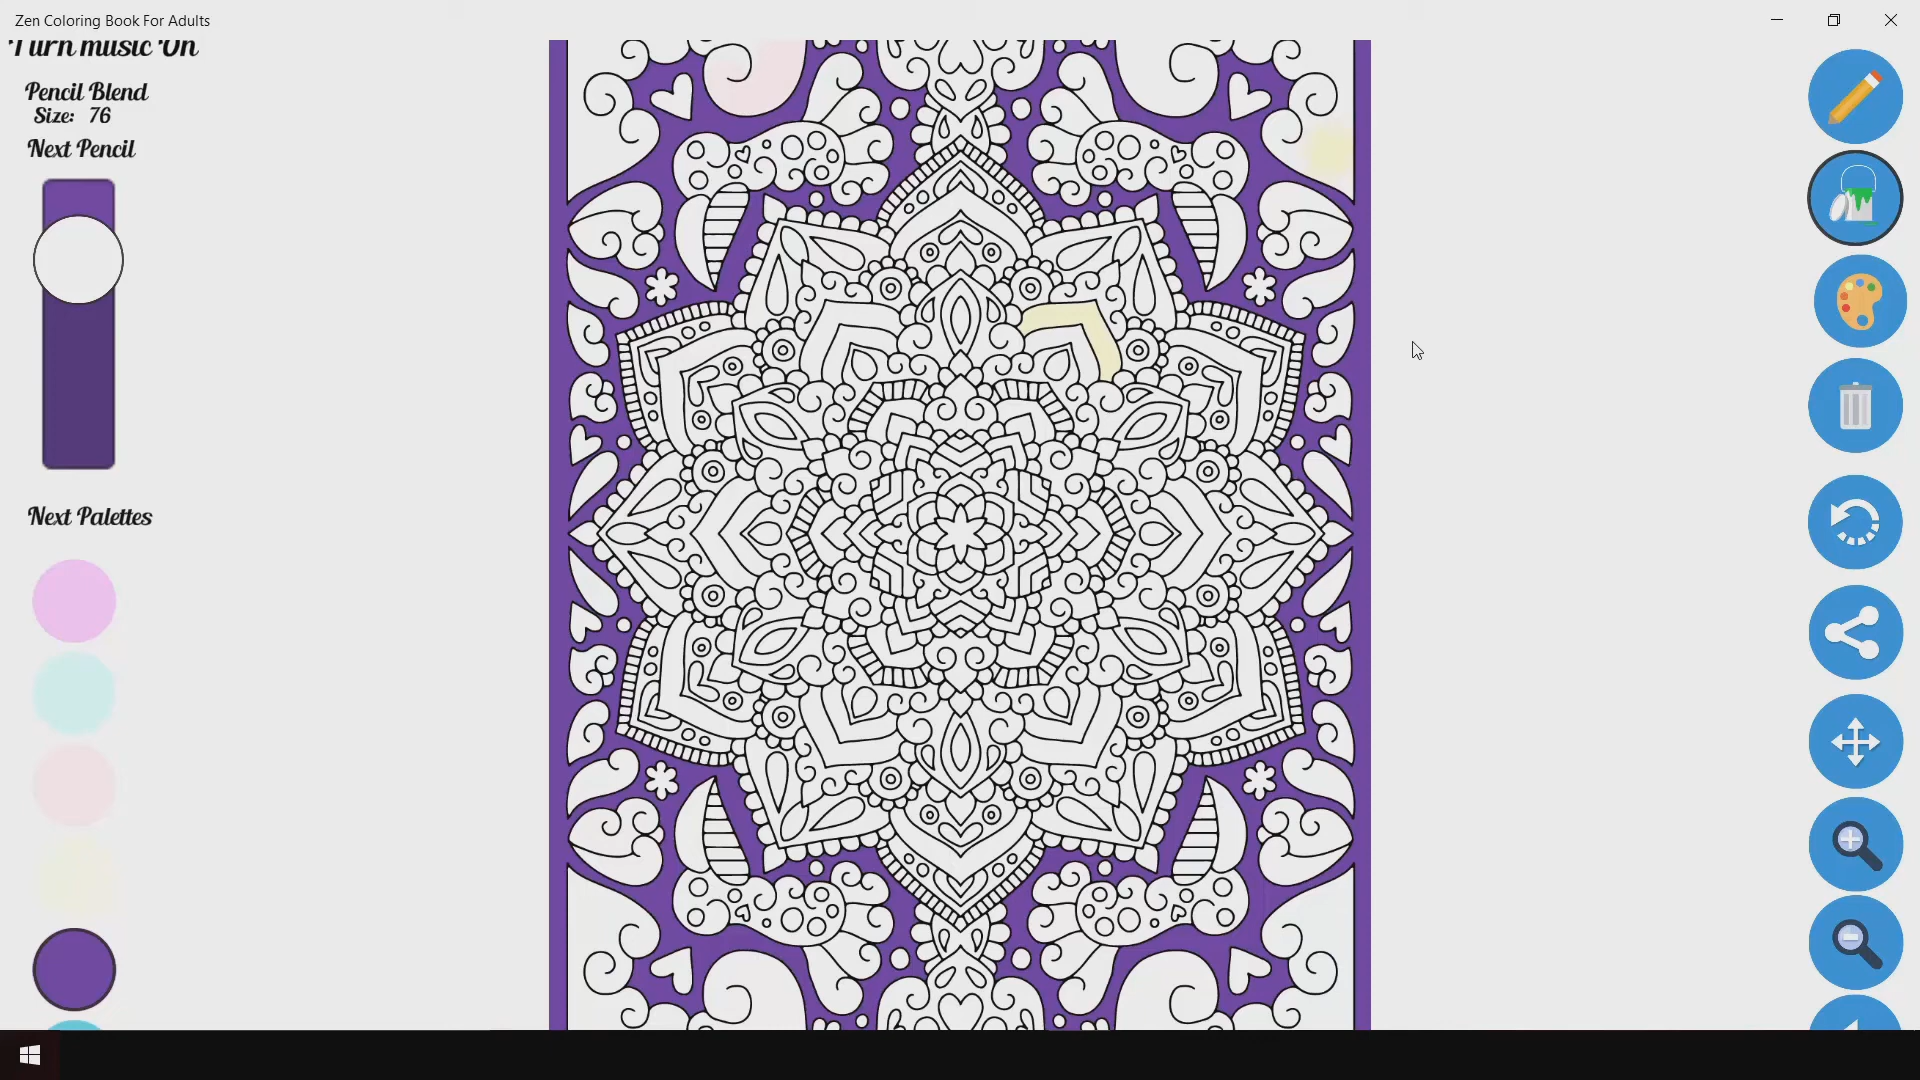 Zen Coloring Book For Adults
Turn music On
Pencil Blend
Size: 76
Next Pencil
Next Palettes